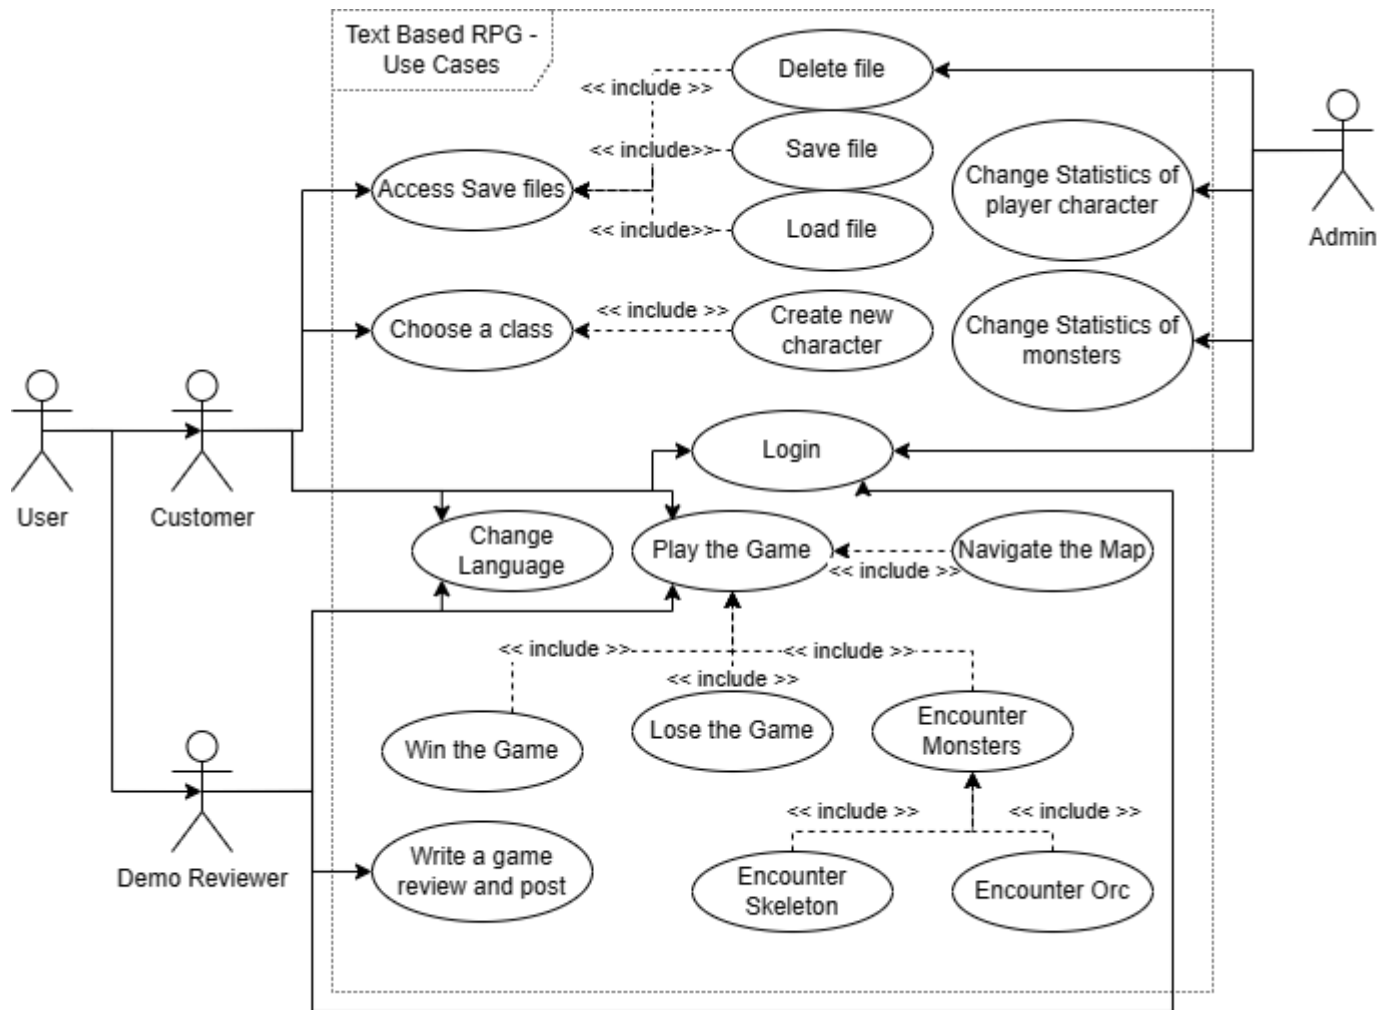 Text Based RPG -
Use Cases
Delete file
<< include >>
<< include>>
Save file
Access Save files
<< include>>
Load file
Change Statistics of
player character
Admin
<< include >>
Choose a class
Create new
character
Change Statistics of
monsters
Login
User
Customer
Change
Language
Play the Game
Navigate the Map
<< include >>
<< include >>
<< include >>
<< include >>
Win the Game
Lose the Game
Encounter
Monsters
<< include >>
<< include >>
Demo Reviewer
Write a game
review and post
Encounter
Skeleton
Encounter Orc